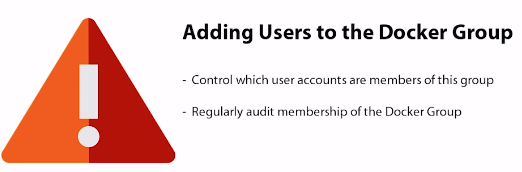 Adding Users to the Docker Group
- Control which user accounts are members of this group
- Regularly audit membership of the Docker Group